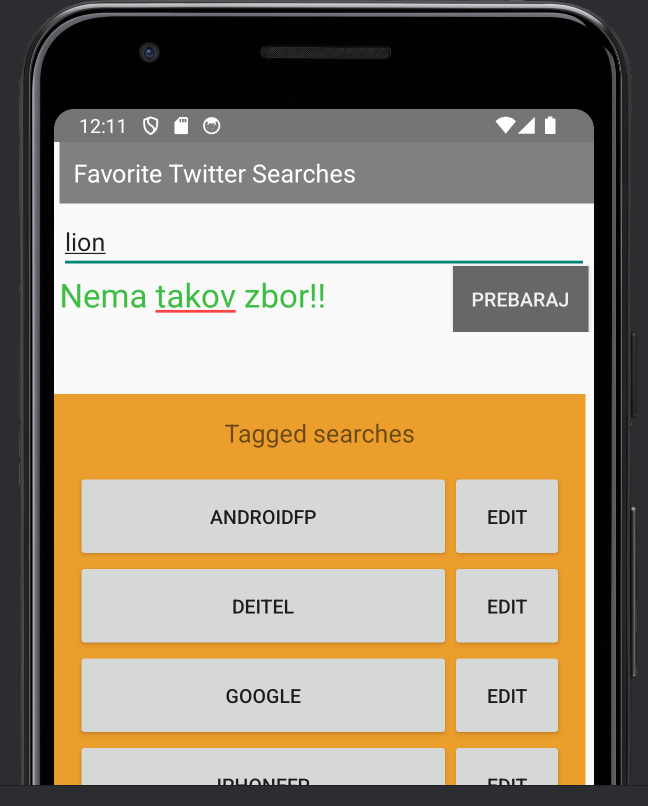 12:11
Favorite Twitter Searches
lion
Nema takov zbor!!
PREBARAJ
Tagged searches
ANDROIDFP EDIT
DEITEL EDIT
GOOGLE EDIT
IPHONEFP EDIT